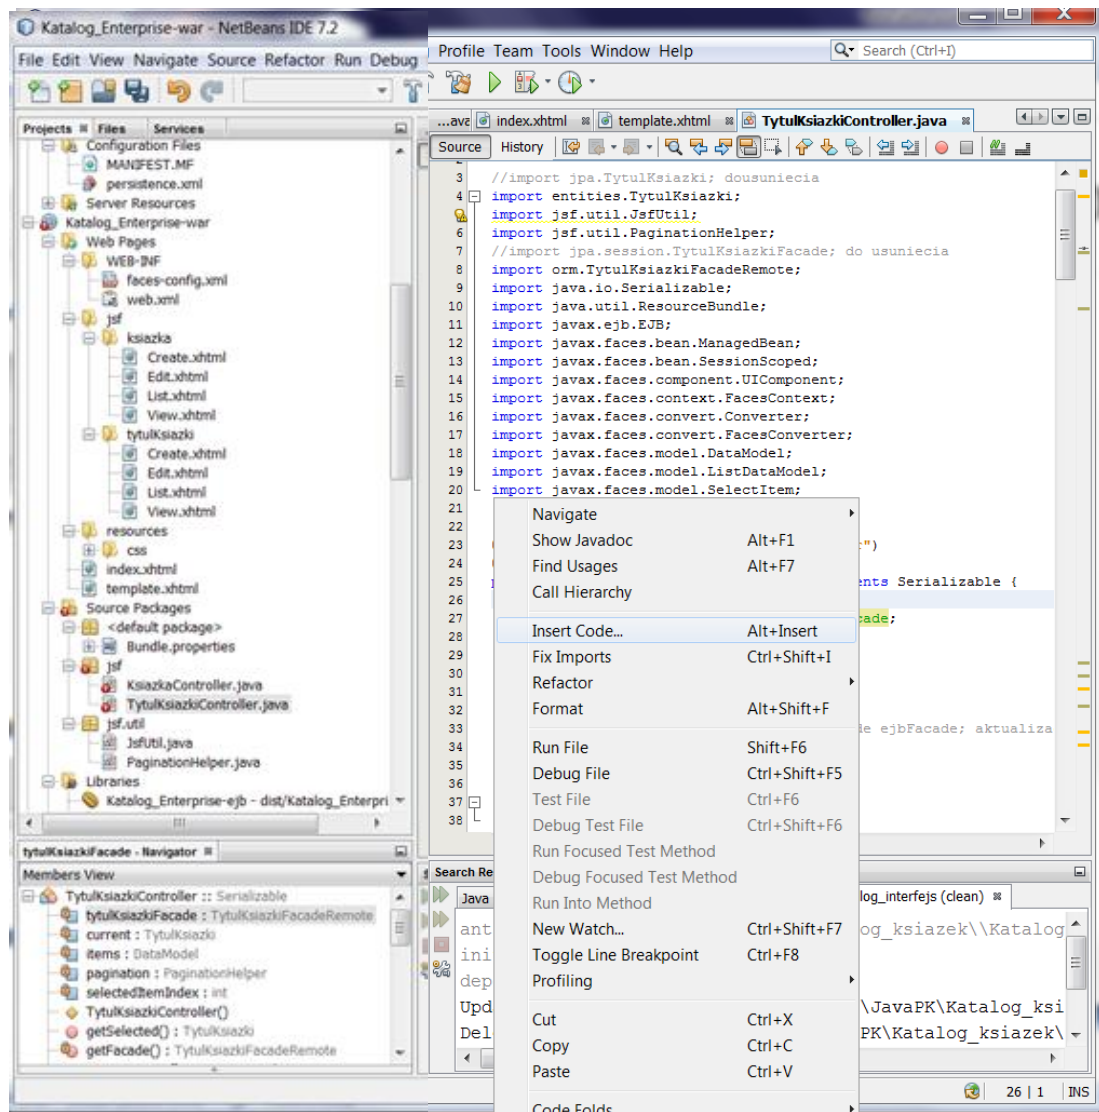 Katalog_Enterprise-war - NetBeans IDE 7.2
File Edit View Navigate Source Refactor Run Debug
Profile Team Tools Window Help
Search (Ctrl+I)
Projects Files Services
Configuration Files
MANIFEST.MF
persistence.xml
Server Resources
Katalog_Enterprise-war
Web Pages
WEB-INF
faces-config.xml
web.xml
jsf
ksiazka
Create.xhtml
Edit.xhtml
List.xhtml
View.xhtml
tytulKsiazki
Create.xhtml
Edit.xhtml
List.xhtml
View.xhtml
resources
css
index.xhtml
template.xhtml
Source Packages
<default package>
Bundle.properties
jsf
KsiazkaController.java
TytulKsiazkiController.java
jsf.util
JsfUtil.java
PaginationHelper.java
Libraries
Katalog_Enterprise-ejb - dist/Katalog_Enterpri
tytulKsiazkiFacade - Navigator
Members View
TytulKsiazkiController :: Serializable
tytulKsiazkiFacade : TytulKsiazkiFacadeRemote
current : TytulKsiazki
items : DataModel
pagination : PaginationHelper
selectedItemIndex : int
TytulKsiazkiController()
getSelected() : TytulKsiazki
getFacade() : TytulKsiazkiFacadeRemote
...ava index.xhtml template.xhtml TytulKsiazkiController.java
Source History
3 //import jpa.TytulKsiazki; dousuniecia
4 import entities.TytulKsiazki;
import jsf.util.JsfUtil;
6 import jsf.util.PaginationHelper;
7 //import jpa.session.TytulKsiazkiFacade; do usuniecia
8 import orm.TytulKsiazkiFacadeRemote;
9 import java.io.Serializable;
10 import java.util.ResourceBundle;
11 import javax.ejb.EJB;
12 import javax.faces.bean.ManagedBean;
13 import javax.faces.bean.SessionScoped;
14 import javax.faces.component.UIComponent;
15 import javax.faces.context.FacesContext;
16 import javax.faces.convert.Converter;
17 import javax.faces.convert.FacesConverter;
18 import javax.faces.model.DataModel;
19 import javax.faces.model.ListDataModel;
20 import javax.faces.model.SelectItem;
21
22
23 ")
24
25 ents Serializable {
26
27 cade;
28
29
30
31
32
33 le ejbFacade; aktualiza
34
35
36
37
38
Navigate
Show Javadoc Alt+F1
Find Usages Alt+F7
Call Hierarchy
Insert Code... Alt+Insert
Fix Imports Ctrl+Shift+I
Refactor
Format Alt+Shift+F
Run File Shift+F6
Debug File Ctrl+Shift+F5
Test File Ctrl+F6
Debug Test File Ctrl+Shift+F6
Run Focused Test Method
Debug Focused Test Method
Run Into Method
New Watch... Ctrl+Shift+F7
Toggle Line Breakpoint Ctrl+F8
Profiling
Cut Ctrl+X
Copy Ctrl+C
Paste Ctrl+V
Code Folds
Search Re
Java log_interfejs (clean)
ant og_ksiazek\\Katalog
ini
dep
Upd \JavaPK\Katalog_ksi
Del PK\Katalog_ksiazek\
26 | 1 INS